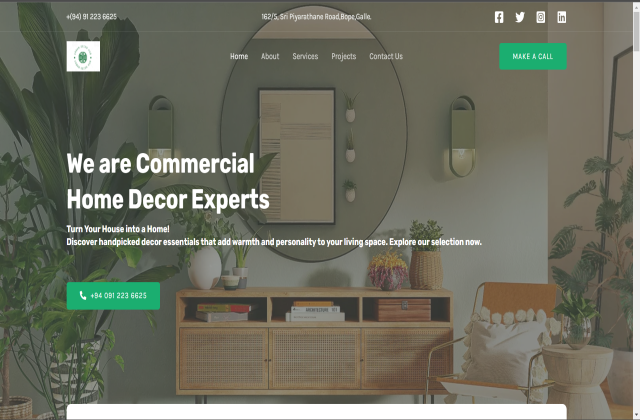 +(94) 91 223 6625
162/5, Sri Piyarathane Road,Bope,Galle.
Home About Services Projects Contact Us
MAKE A CALL
We are Commercial
Home Decor Experts
Turn Your House into a Home!
Discover handpicked decor essentials that add warmth and personality to your living space. Explore our selection now.
+94 091 223 6625
ARCHITECTURE